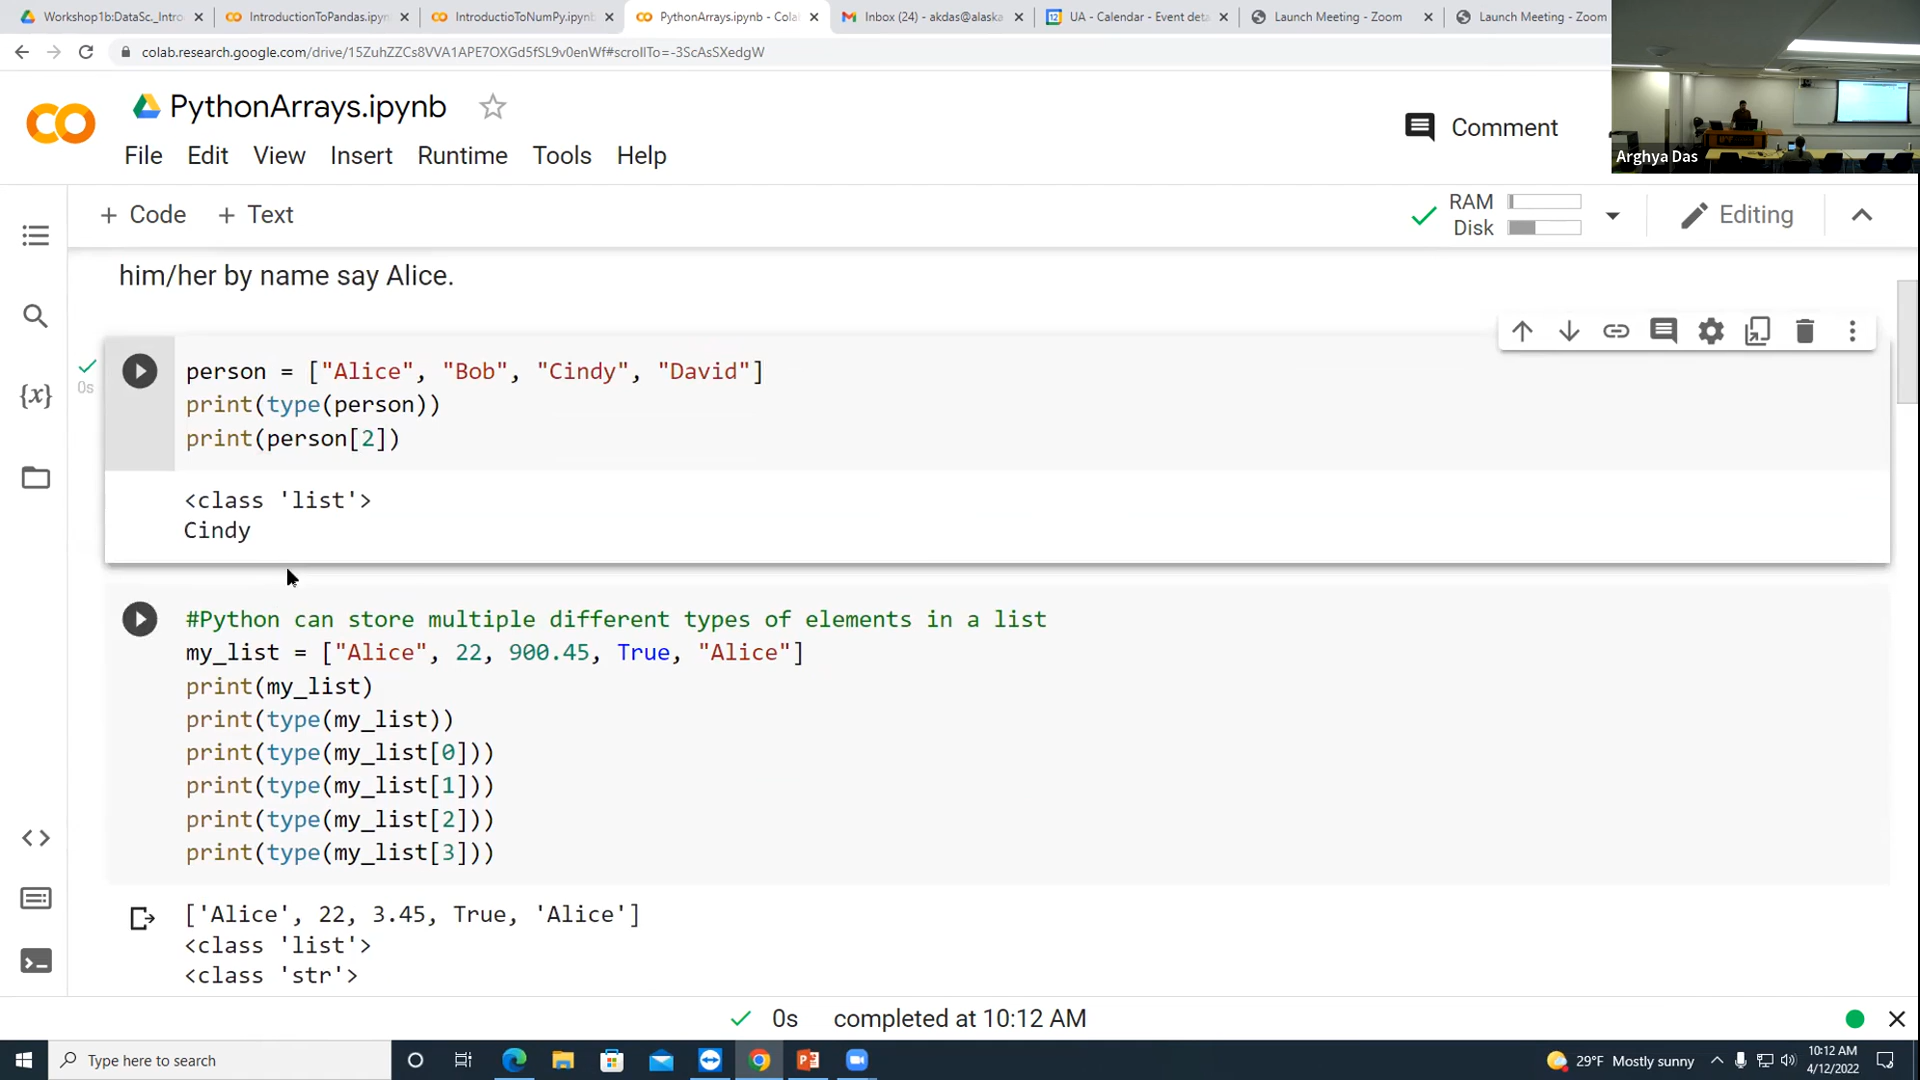 Workshop1b:DataSc._Intro
IntroductionToPandas.ipyn
IntroductioToNumPy.ipynb
PythonArrays.ipynb - Cola
Inbox (24) - akdas@alaska
UA - Calendar - Event deta
Launch Meeting - Zoom
Launch Meeting - Zoom
colab.research.google.com/drive/15ZuhZZCs8VVA1APE7OXGd5fSL9v0enWf#scrollTo=-3ScAsSXedgW
PythonArrays.ipynb
Comment
Arghya Das
File Edit View Insert Runtime Tools Help
+ Code + Text
RAM
Disk
Editing
him/her by name say Alice.
0s
person = ["Alice", "Bob", "Cindy", "David"]
print(type(person))
print(person[2])
<class 'list'>
Cindy
{x}
#Python can store multiple different types of elements in a list
my_list = ["Alice", 22, 900.45, True, "Alice"]
print(my_list)
print(type(my_list))
print(type(my_list[0]))
print(type(my_list[1]))
print(type(my_list[2]))
print(type(my_list[3]))
['Alice', 22, 3.45, True, 'Alice']
<class 'list'>
<class 'str'>
0s completed at 10:12 AM
Type here to search
29°F Mostly sunny
10:12 AM
4/12/2022